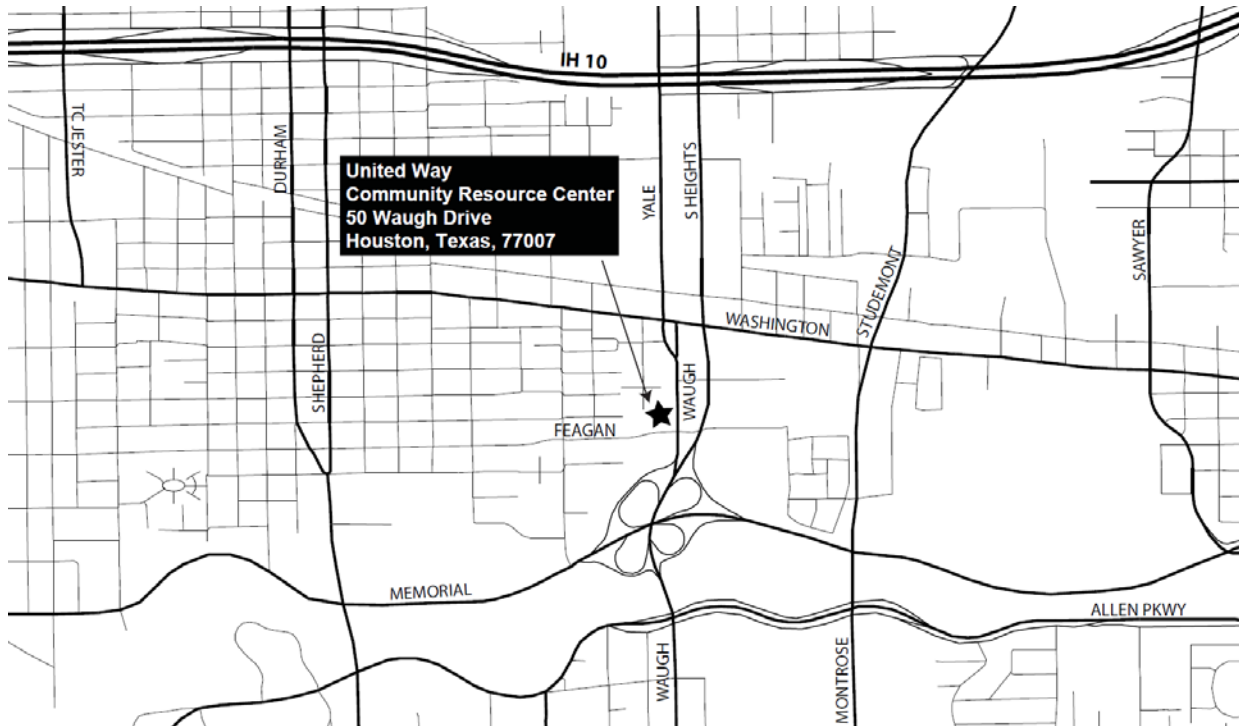 IH 10
TC JESTER
DURHAM
United Way
Community Resource Center
50 Waugh Drive
Houston, Texas, 77007
YALE
S HEIGHTS
SAWYER
STUDEMONT
WASHINGTON
SHEPHERD
WAUGH
FEAGAN
MEMORIAL
ALLEN PKWY
WAUGH
MONTROSE